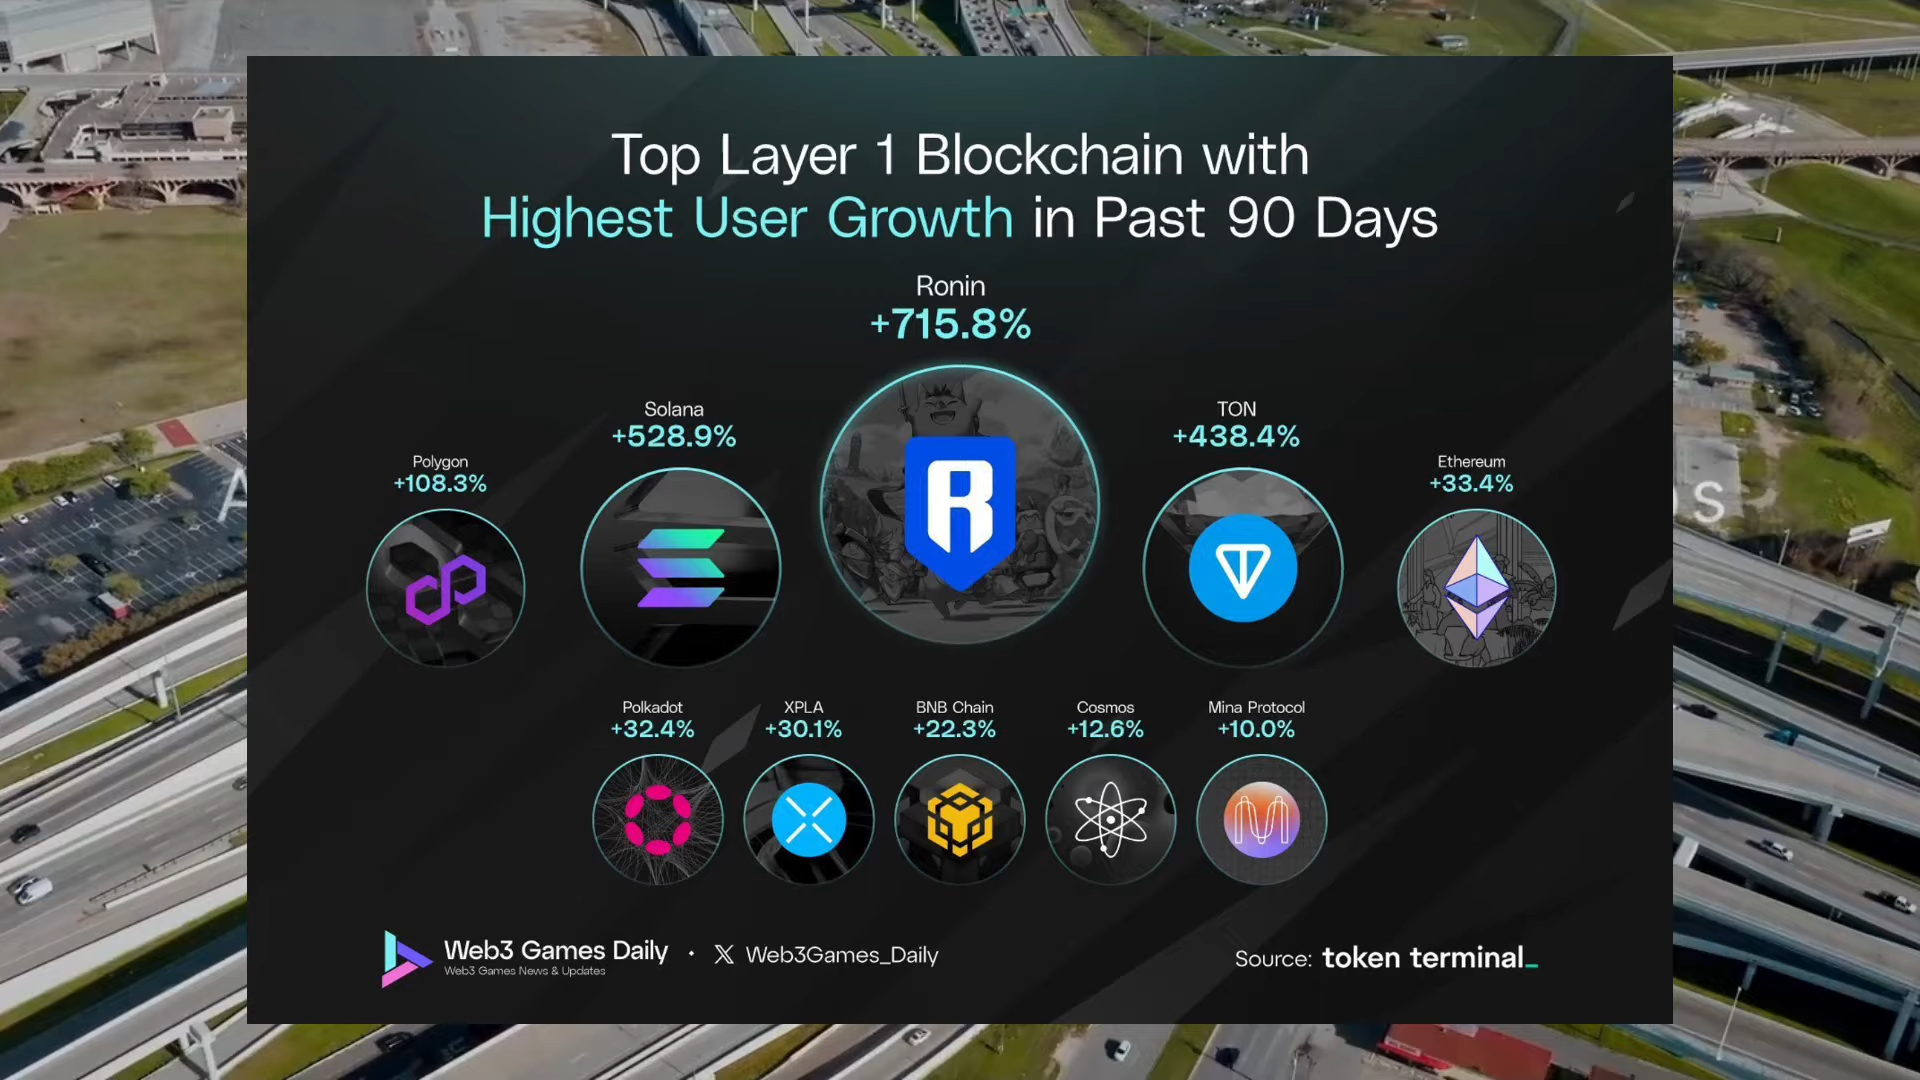 Top Layer 1 Blockchain with
Highest User Growth in Past 90 Days
Ronin
+715.8%
Solana
+528.9%
TON
+438.4%
Polygon
+108.3%
Ethereum
+33.4%
Polkadot
+32.4%
XPLA
+30.1%
BNB Chain
+22.3%
Cosmos
+12.6%
Mina Protocol
+10.0%
Web3 Games Daily
Web3 Games News & Updates
Web3Games_Daily
Source: token terminal_